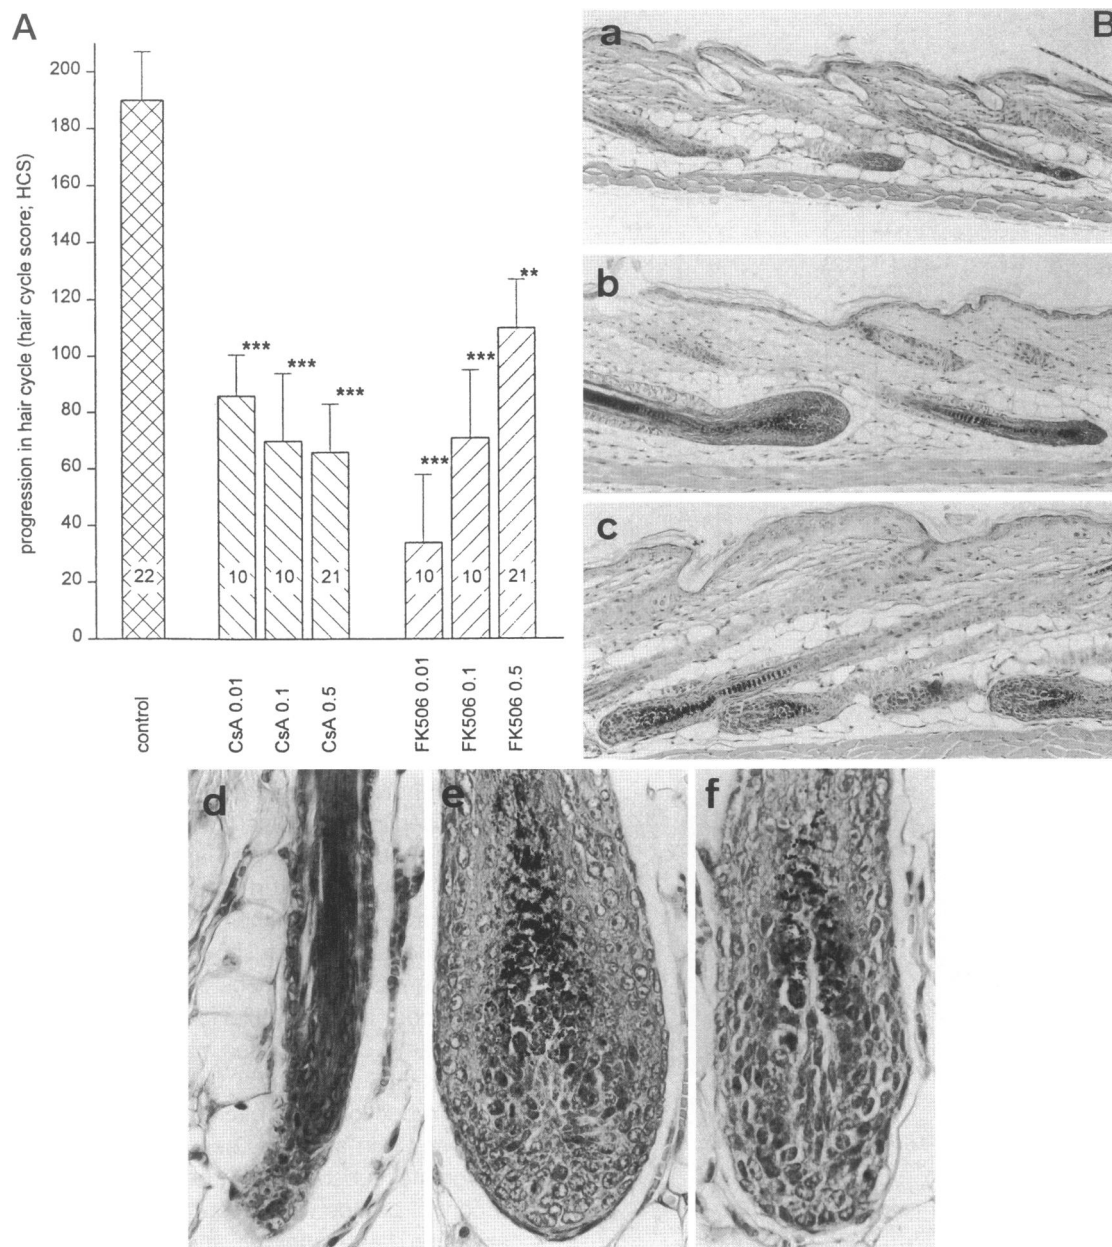 A
progression in hair cycle (hair cycle score; HCS)
200
180
160
140
120
100
80
60
40
20
0
***
***
***
***
***
**
22
10
10
21
10
10
21
control
CsA 0.01
CsA 0.1
CsA 0.5
FK506 0.01
FK506 0.1
FK506 0.5
B
a
b
c
d
e
f